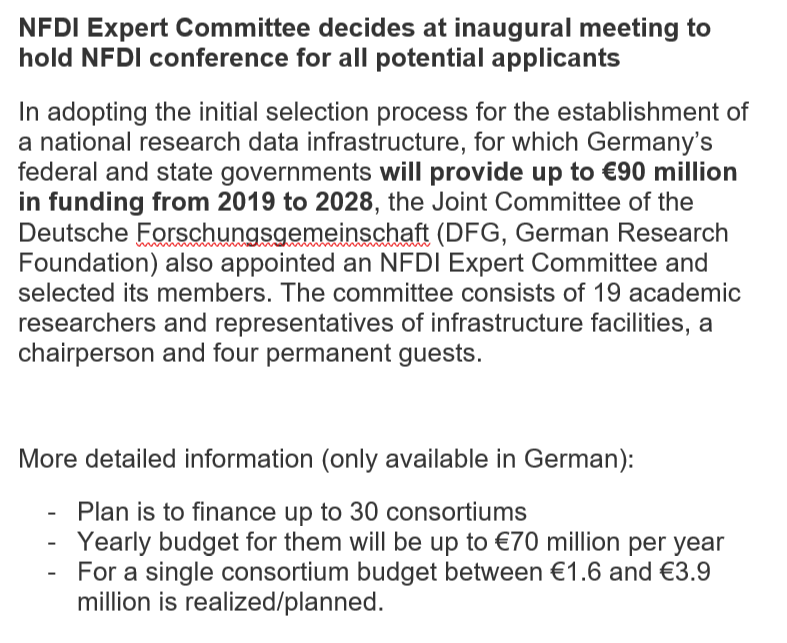 NFDI Expert Committee decides at inaugural meeting to
hold NFDI conference for all potential applicants
In adopting the initial selection process for the establishment of
a national research data infrastructure, for which Germany’s
federal and state governments will provide up to €90 million
in funding from 2019 to 2028, the Joint Committee of the
Deutsche Forschungsgemeinschaft (DFG, German Research
Foundation) also appointed an NFDI Expert Committee and
selected its members. The committee consists of 19 academic
researchers and representatives of infrastructure facilities, a
chairperson and four permanent guests.
More detailed information (only available in German):
- Plan is to finance up to 30 consortiums
- Yearly budget for them will be up to €70 million per year
- For a single consortium budget between €1.6 and €3.9
million is realized/planned.